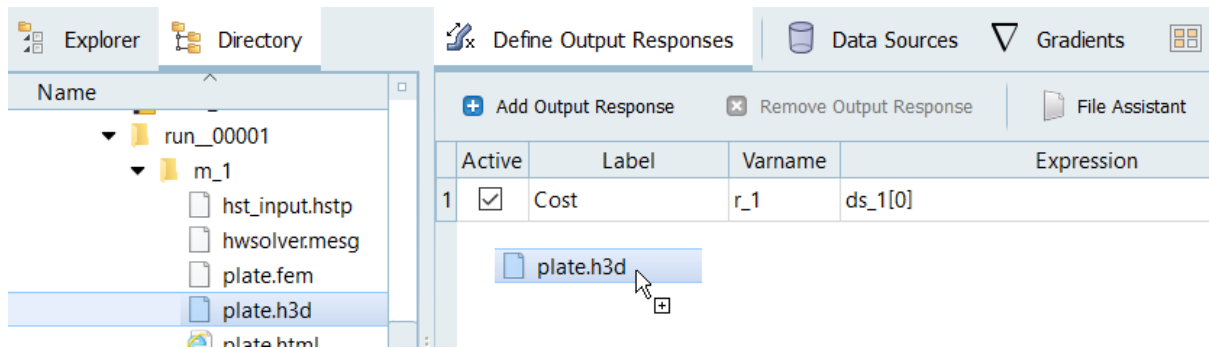 Explorer Directory
Define Output Responses Data Sources Gradients
Name
run__00001
m_1
hst_input.hstp
hwsolver.mesg
plate.fem
plate.h3d
plate.html
Add Output Response Remove Output Response File Assistant
Active Label Varname Expression
1 Cost r_1 ds_1[0]
plate.h3d